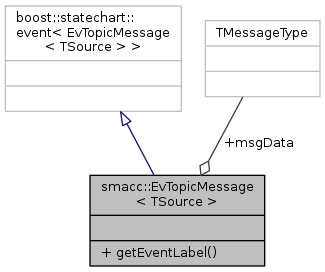 boost::statechart::
event< EvTopicMessage
< TSource > >
TMessageType
+msgData
smacc::EvTopicMessage
< TSource >
+ getEventLabel()